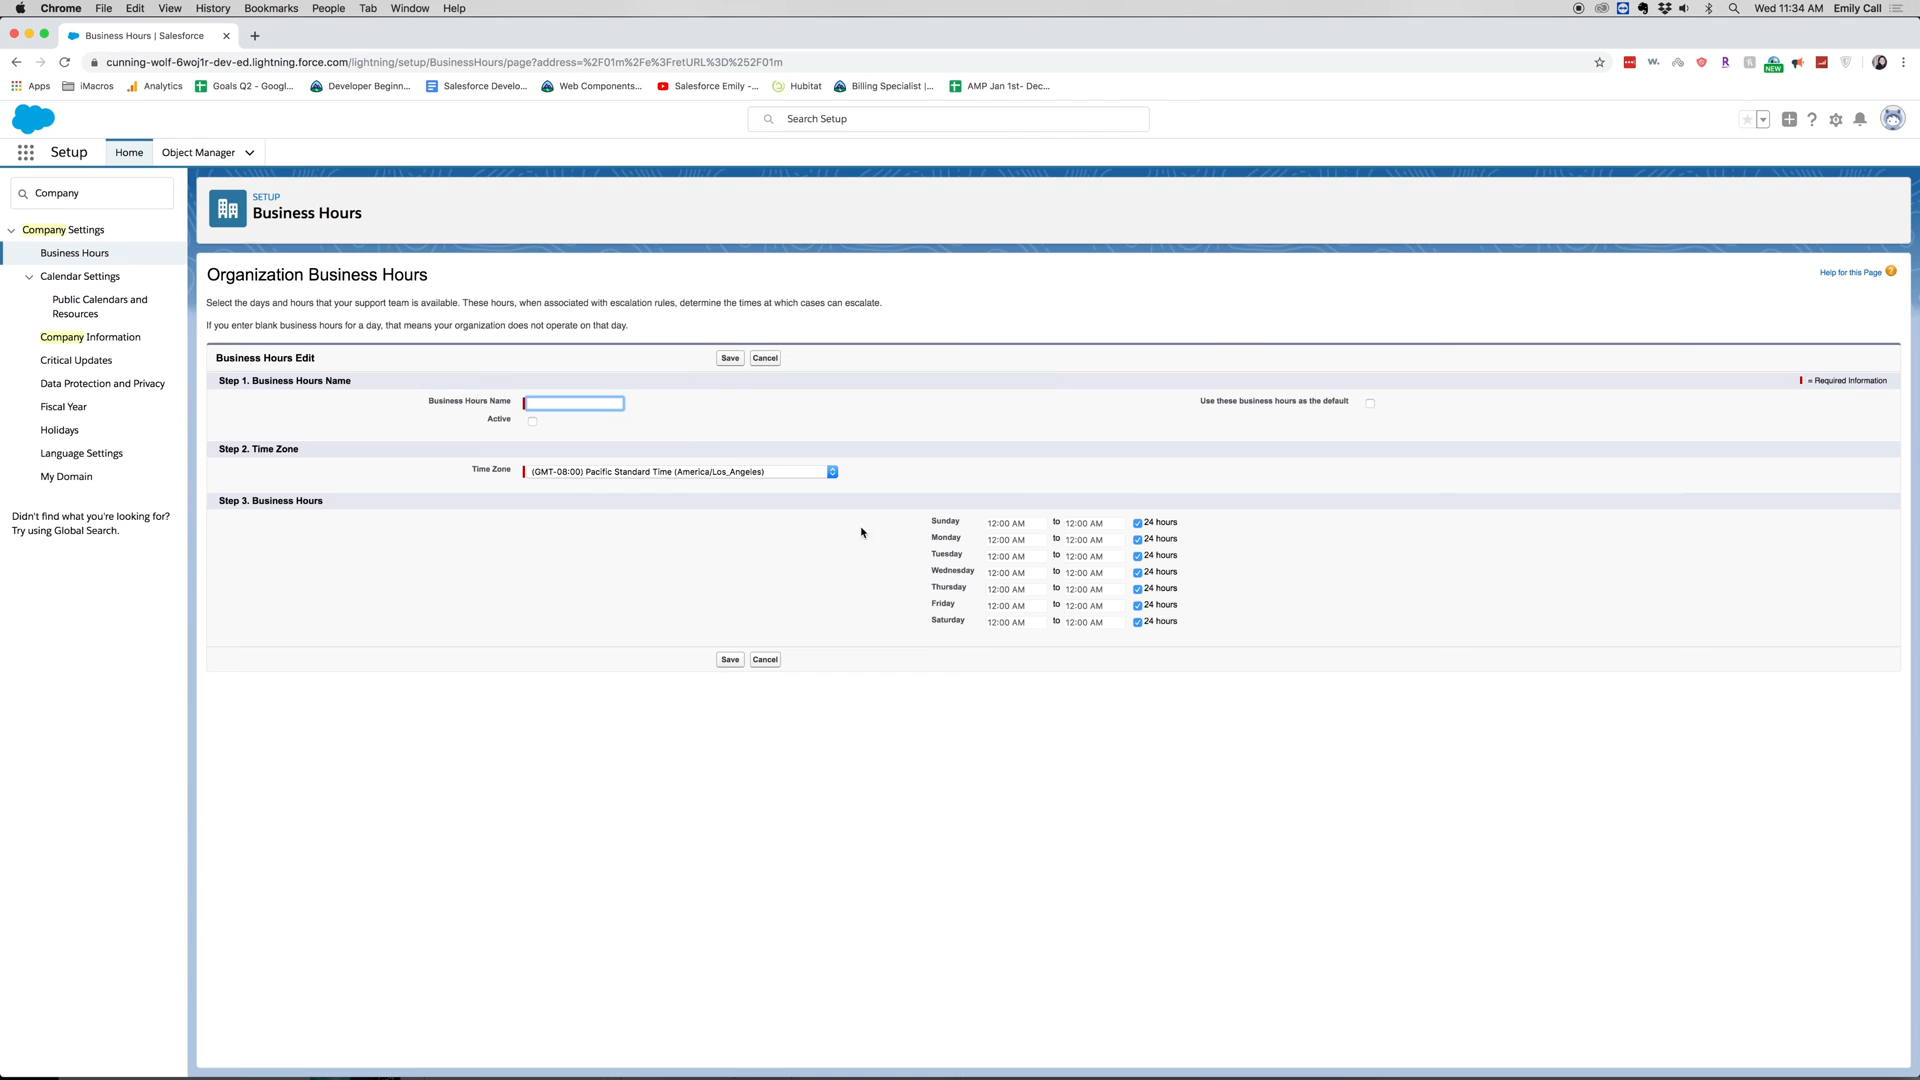 Chrome File Edit View History Bookmarks People Tab Window Help Wed 11:34 AM Emily Call
Business Hours | Salesforce
cunning-wolf-6woj1r-dev-ed.lightning.force.com/lightning/setup/BusinessHours/page?address=%2F01m%2Fe%3FretURL%3D%252F01m
Apps iMacros Analytics Goals Q2 - Googl... Developer Beginn... Salesforce Develo... Web Components... Salesforce Emily -... Hubitat Billing Specialist |... AMP Jan 1st- Dec...
Search Setup
Setup Home Object Manager
Company
Company Settings
Business Hours
Calendar Settings
Public Calendars and
Resources
Company Information
Critical Updates
Data Protection and Privacy
Fiscal Year
Holidays
Language Settings
My Domain
Didn't find what you're looking for?
Try using Global Search.
SETUP
Business Hours
Organization Business Hours
Help for this Page ?
Select the days and hours that your support team is available. These hours, when associated with escalation rules, determine the times at which cases can escalate.
If you enter blank business hours for a day, that means your organization does not operate on that day.
Business Hours Edit Save Cancel
Step 1. Business Hours Name = Required Information
Business Hours Name Use these business hours as the default
Active
Step 2. Time Zone
Time Zone (GMT-08:00) Pacific Standard Time (America/Los_Angeles)
Step 3. Business Hours
Sunday 12:00 AM to 12:00 AM 24 hours
Monday 12:00 AM to 12:00 AM 24 hours
Tuesday 12:00 AM to 12:00 AM 24 hours
Wednesday 12:00 AM to 12:00 AM 24 hours
Thursday 12:00 AM to 12:00 AM 24 hours
Friday 12:00 AM to 12:00 AM 24 hours
Saturday 12:00 AM to 12:00 AM 24 hours
Save Cancel